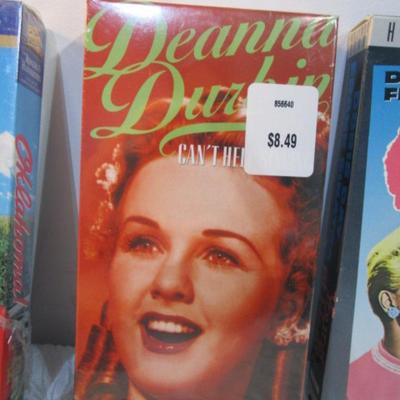 Deanna
Durbin
CAN'T HEL
856640
$8.49
Oklahoma!
H
D
F